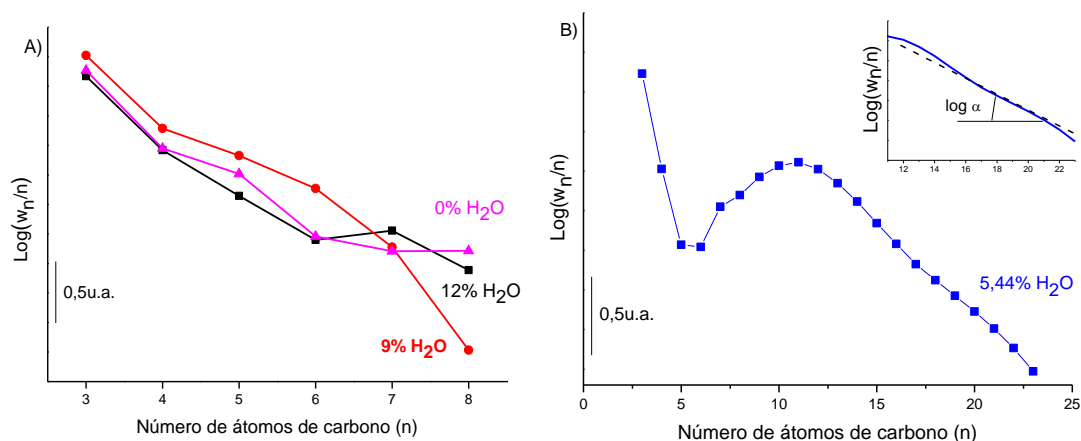 A)
Log(w_n/n)
0% H₂O
12% H₂O
9% H₂O
0,5u.a.
3 4 5 6 7 8
Número de átomos de carbono (n)
B)
Log(w_n/n)
5,44% H₂O
0,5u.a.
0 5 10 15 20 25
Número de átomos de carbono (n)
Log(w_n/n)
log α
12 14 16 18 20 22